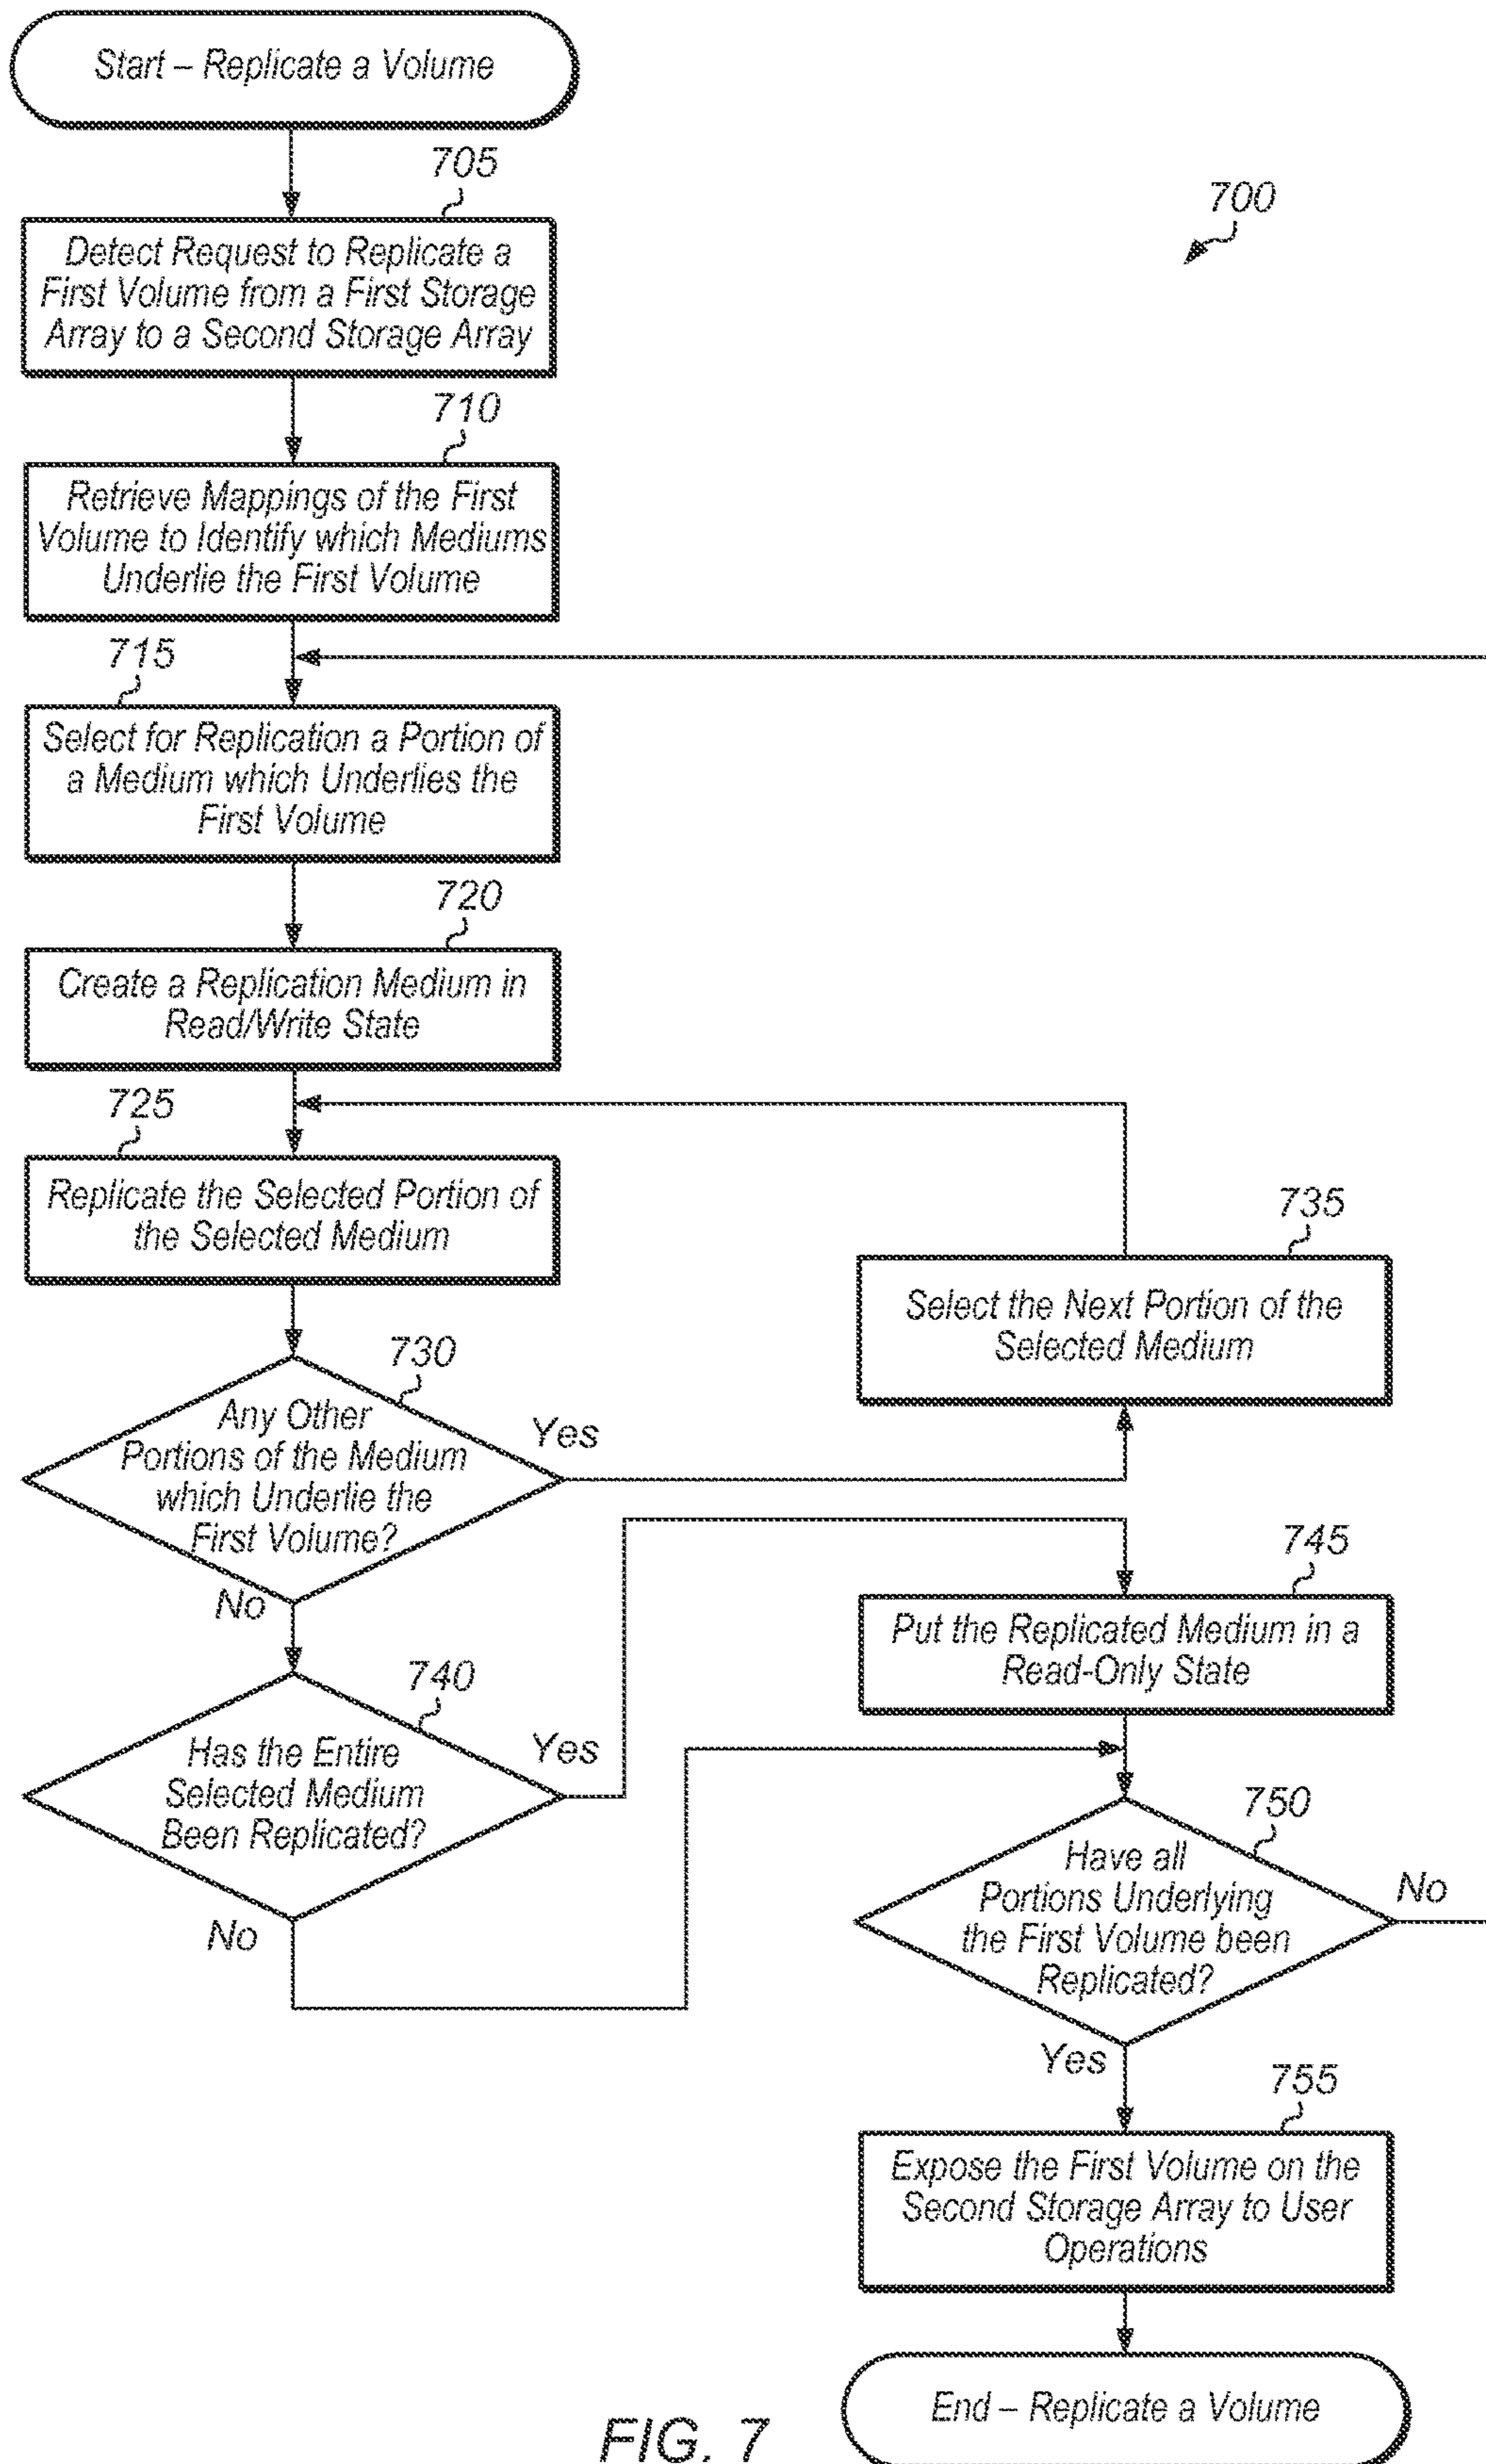 Start – Replicate a Volume
705
700
Detect Request to Replicate a
First Volume from a First Storage
Array to a Second Storage Array
710
Retrieve Mappings of the First
Volume to Identify which Mediums
Underlie the First Volume
715
Select for Replication a Portion of
a Medium which Underlies the
First Volume
720
Create a Replication Medium in
Read/Write State
725
Replicate the Selected Portion of
the Selected Medium
735
Select the Next Portion of the
Selected Medium
730
Any Other
Portions of the Medium
which Underlie the
First Volume?
Yes
No
740
Has the Entire
Selected Medium
Been Replicated?
Yes
No
745
Put the Replicated Medium in a
Read-Only State
750
Have all
Portions Underlying
the First Volume been
Replicated?
No
Yes
755
Expose the First Volume on the
Second Storage Array to User
Operations
End – Replicate a Volume
FIG. 7